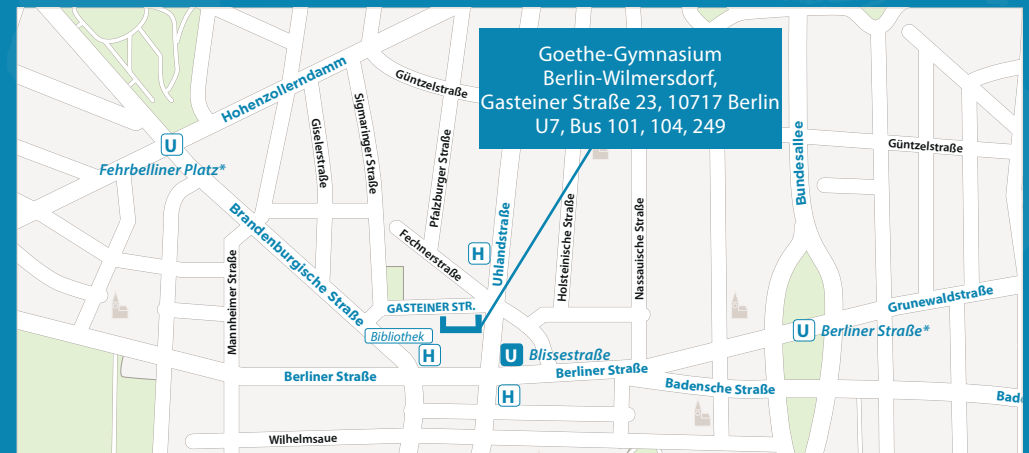 Goethe-Gymnasium
Berlin-Wilmersdorf,
Gasteiner Straße 23, 10717 Berlin
U7, Bus 101, 104, 249
Hohenzollerndamm
Güntzelstraße
Giselerstraße
Sigmaringer Straße
Pfalzburger Straße
U
Fehrbelliner Platz*
Güntzelstraße
Bundesallee
Brandenburgische Straße
Mannheimer Straße
Fechnerstraße
H
Uhlandstraße
Holsteinische Straße
Nassauische Straße
GASTEINER STR.
Bibliothek
H
U Blissestraße
Grunewaldstraße
U Berliner Straße*
Berliner Straße
Berliner Straße
Badensche Straße
H
Bad
Wilhelmsaue